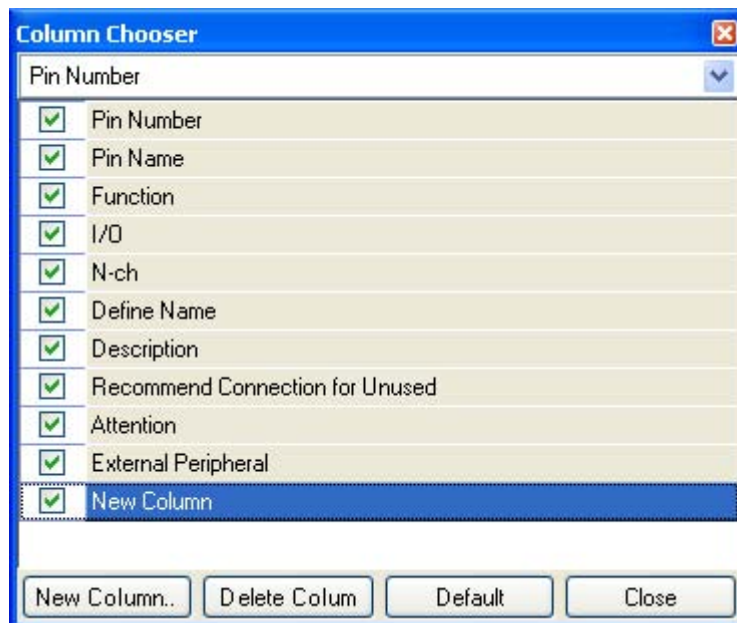 Column Chooser
Pin Number
Pin Number
Pin Name
Function
I/O
N-ch
Define Name
Description
Recommend Connection for Unused
Attention
External Peripheral
New Column
New Column.. Delete Colum Default Close